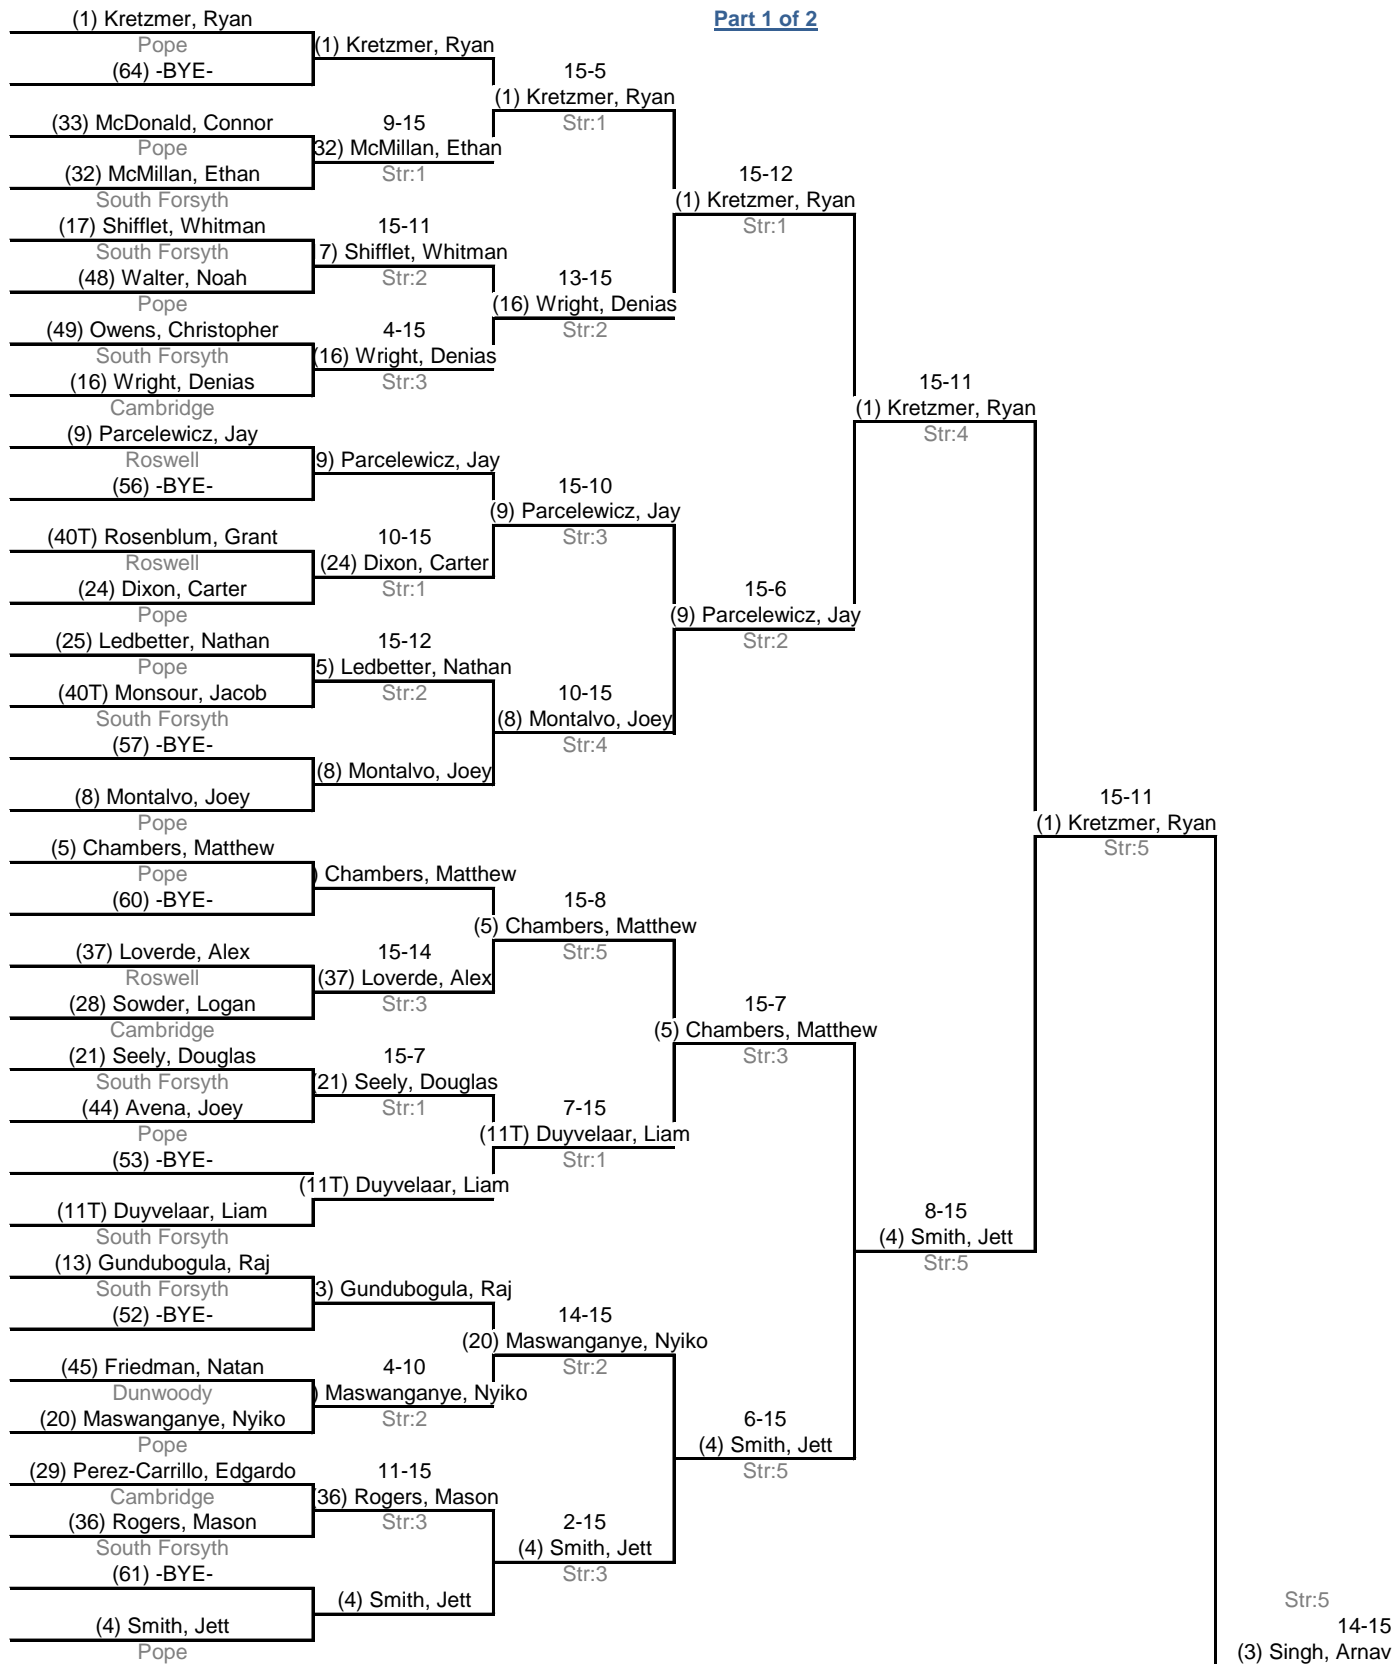 Part 1 of 2
(1) Kretzmer, Ryan
Pope
(64) -BYE-
(33) McDonald, Connor
Pope
(32) McMillan, Ethan
South Forsyth
(17) Shifflet, Whitman
South Forsyth
(48) Walter, Noah
Pope
(49) Owens, Christopher
South Forsyth
(16) Wright, Denias
Cambridge
(9) Parcelewicz, Jay
Roswell
(56) -BYE-
(40T) Rosenblum, Grant
Roswell
(24) Dixon, Carter
Pope
(25) Ledbetter, Nathan
Pope
(40T) Monsour, Jacob
South Forsyth
(57) -BYE-
(8) Montalvo, Joey
Pope
(5) Chambers, Matthew
Pope
(60) -BYE-
(37) Loverde, Alex
Roswell
(28) Sowder, Logan
Cambridge
(21) Seely, Douglas
South Forsyth
(44) Avena, Joey
Pope
(53) -BYE-
(11T) Duyvelaar, Liam
South Forsyth
(13) Gundubogula, Raj
South Forsyth
(52) -BYE-
(45) Friedman, Natan
Dunwoody
(20) Maswanganye, Nyiko
Pope
(29) Perez-Carrillo, Edgardo
Cambridge
(36) Rogers, Mason
South Forsyth
(61) -BYE-
(4) Smith, Jett
Pope
(1) Kretzmer, Ryan
9-15
32) McMillan, Ethan
Str:1
15-11
7) Shifflet, Whitman
Str:2
4-15
(16) Wright, Denias
Str:3
9) Parcelewicz, Jay
10-15
(24) Dixon, Carter
Str:1
15-12
5) Ledbetter, Nathan
Str:2
(8) Montalvo, Joey
) Chambers, Matthew
15-14
(37) Loverde, Alex
Str:3
15-7
(21) Seely, Douglas
Str:1
(11T) Duyvelaar, Liam
3) Gundubogula, Raj
4-10
) Maswanganye, Nyiko
Str:2
11-15
(36) Rogers, Mason
Str:3
(4) Smith, Jett
15-5
(1) Kretzmer, Ryan
Str:1
13-15
(16) Wright, Denias
Str:2
15-10
(9) Parcelewicz, Jay
Str:3
10-15
(8) Montalvo, Joey
Str:4
15-8
(5) Chambers, Matthew
Str:5
7-15
(11T) Duyvelaar, Liam
Str:1
14-15
(20) Maswanganye, Nyiko
Str:2
2-15
(4) Smith, Jett
Str:3
15-12
(1) Kretzmer, Ryan
Str:1
15-6
(9) Parcelewicz, Jay
Str:2
15-7
(5) Chambers, Matthew
Str:3
6-15
(4) Smith, Jett
Str:5
15-11
(1) Kretzmer, Ryan
Str:4
8-15
(4) Smith, Jett
Str:5
15-11
(1) Kretzmer, Ryan
Str:5
Str:5
14-15
(3) Singh, Arnav